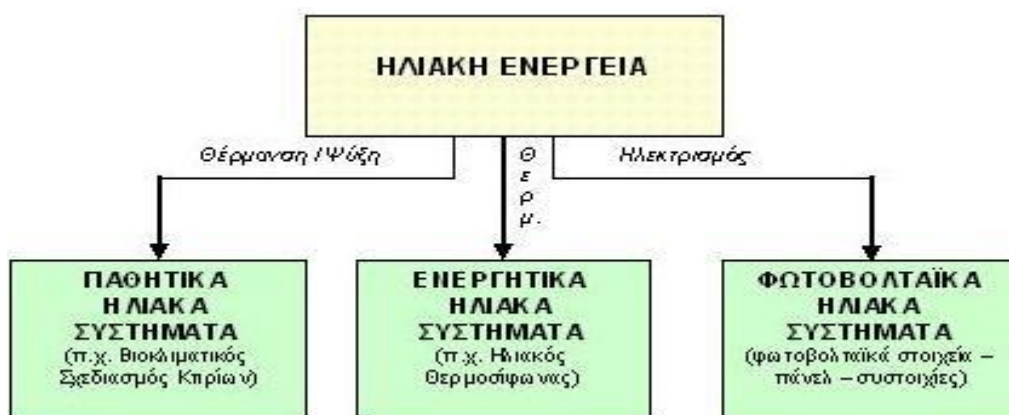 ΗΛΙΑΚΗ ΕΝΕΡΓΕΙΑ
Θέρμανση / Ψύξη
Θερμ.
Ηλεκτρισμός
ΠΑΘΗΤΙΚΑ
ΗΛΙΑΚΑ
ΣΥΣΤΗΜΑΤΑ
(π.χ. Βιοκλιματικός
Σχεδιασμός Κτιρίων)
ΕΝΕΡΓΗΤΙΚΑ
ΗΛΙΑΚΑ
ΣΥΣΤΗΜΑΤΑ
(π.χ. Ηλιακός
Θερμοσίφωνας)
ΦΩΤΟΒΟΛΤΑΪΚΑ
ΗΛΙΑΚΑ
ΣΥΣΤΗΜΑΤΑ
(φωτοβολταϊκά στοιχεία –
πάνελ – συστοιχίες)